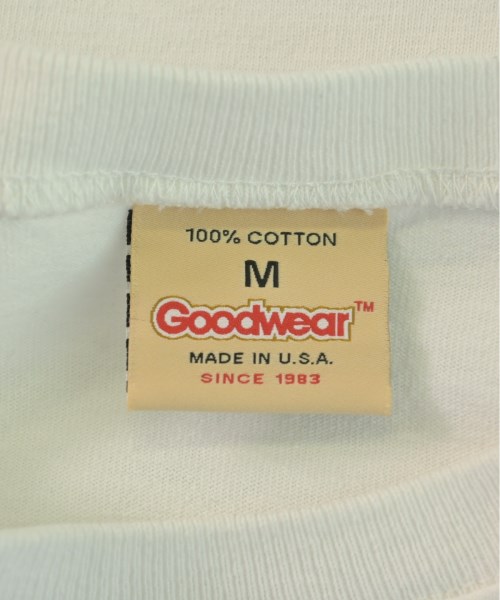 100% COTTON
M
Goodwear™
MADE IN U.S.A.
SINCE 1983